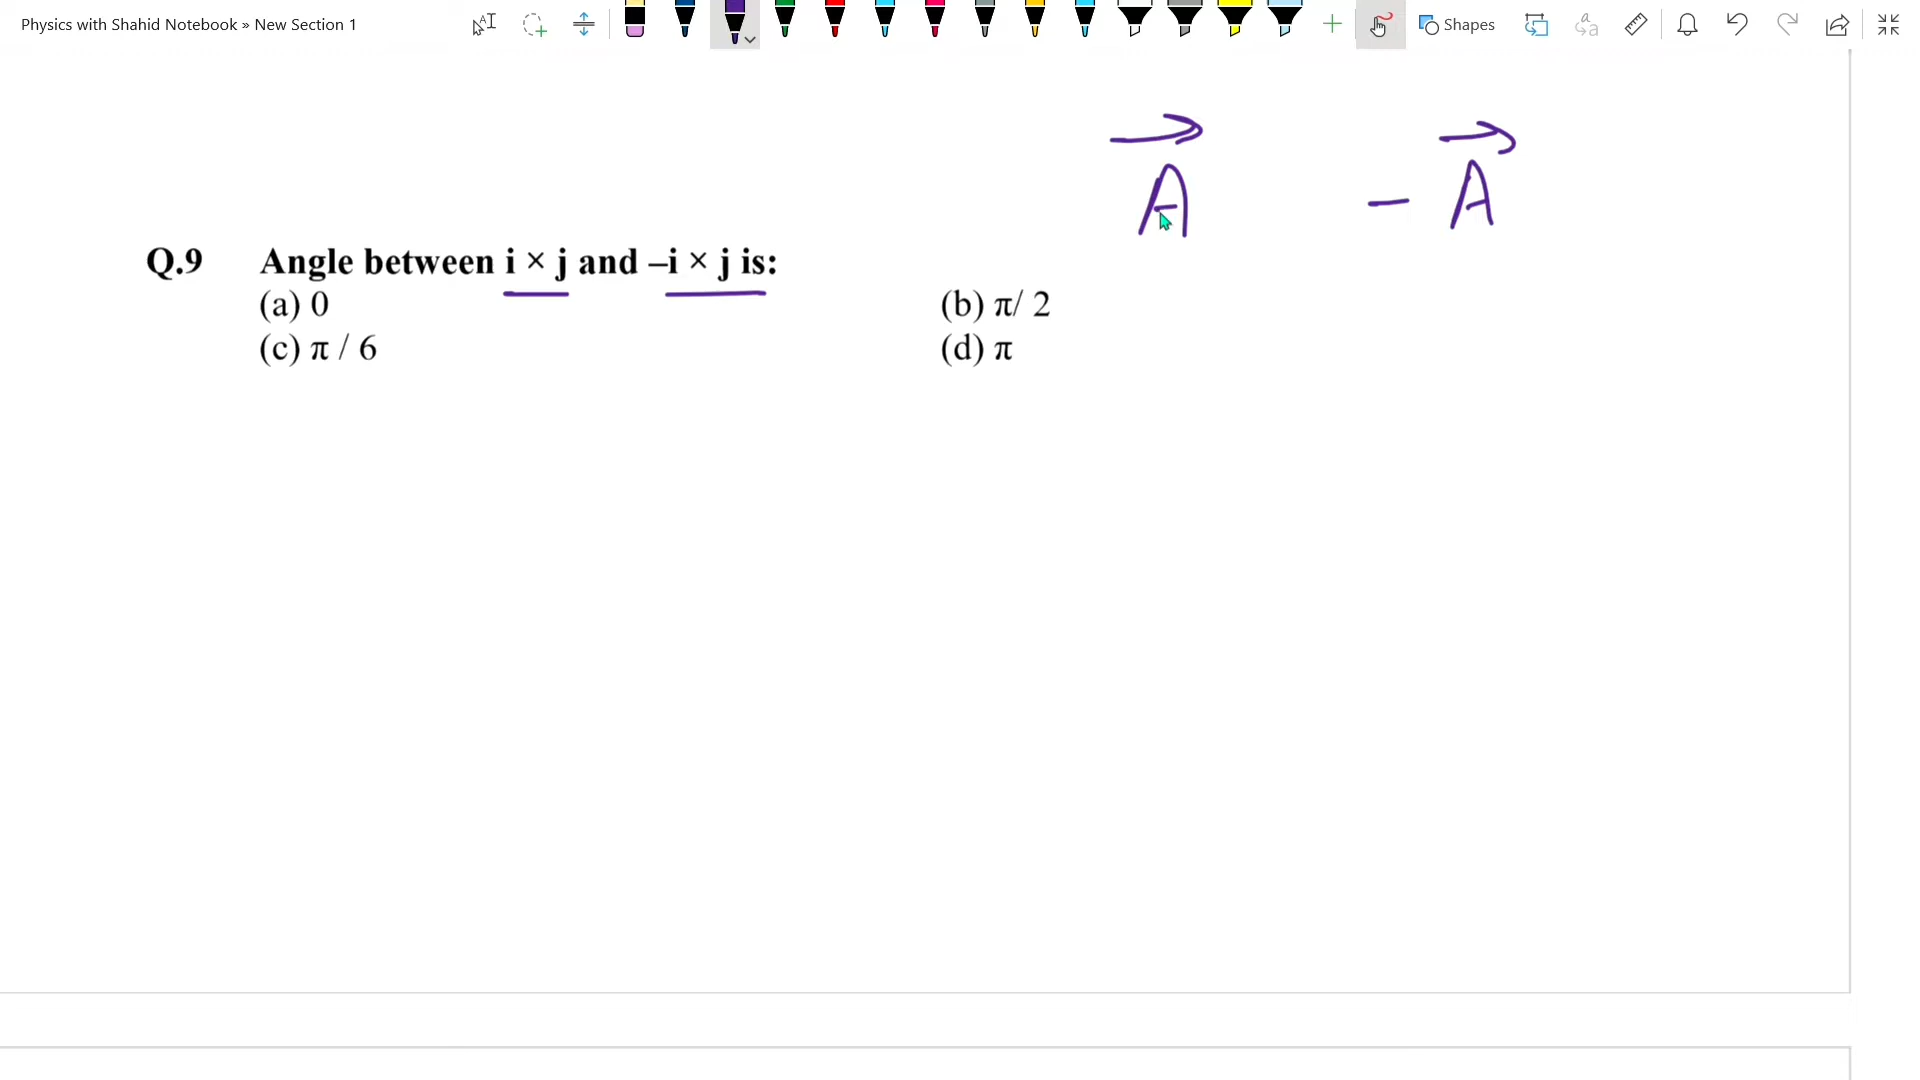 Physics with Shahid Notebook » New Section 1
Shapes
A⃗ – A⃗
Q.9 Angle between i × j and –i × j is:
(a) 0 (b) π/ 2
(c) π / 6 (d) π